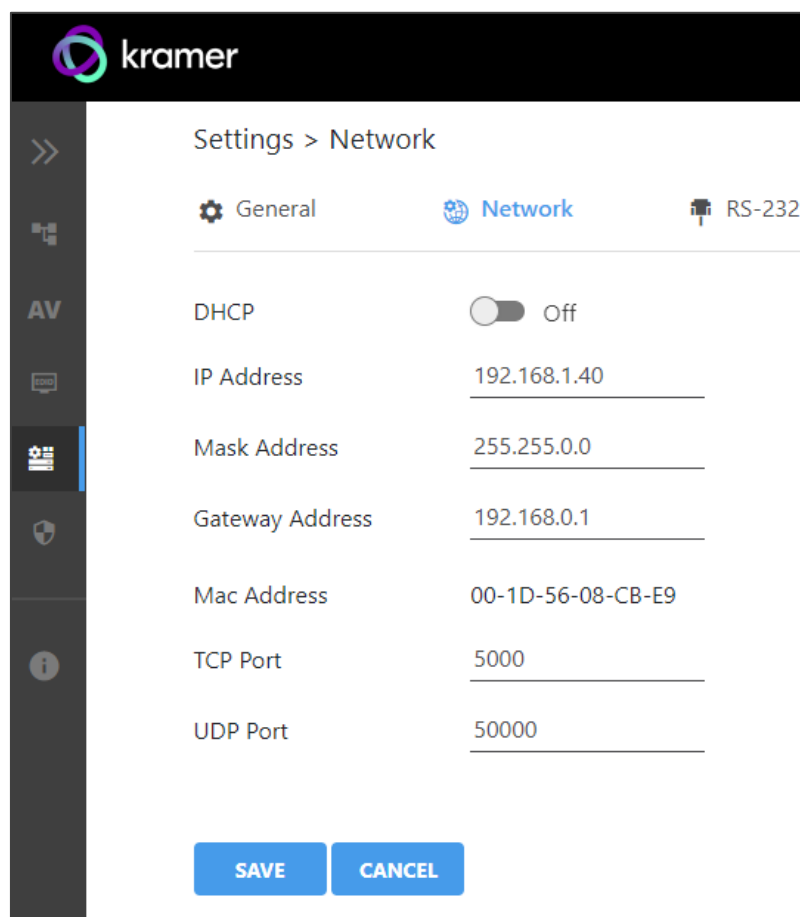 kramer
Settings > Network
General Network RS-232
AV
DHCP Off
EDID
IP Address 192.168.1.40
Mask Address 255.255.0.0
Gateway Address 192.168.0.1
Mac Address 00-1D-56-08-CB-E9
TCP Port 5000
UDP Port 50000
SAVE CANCEL